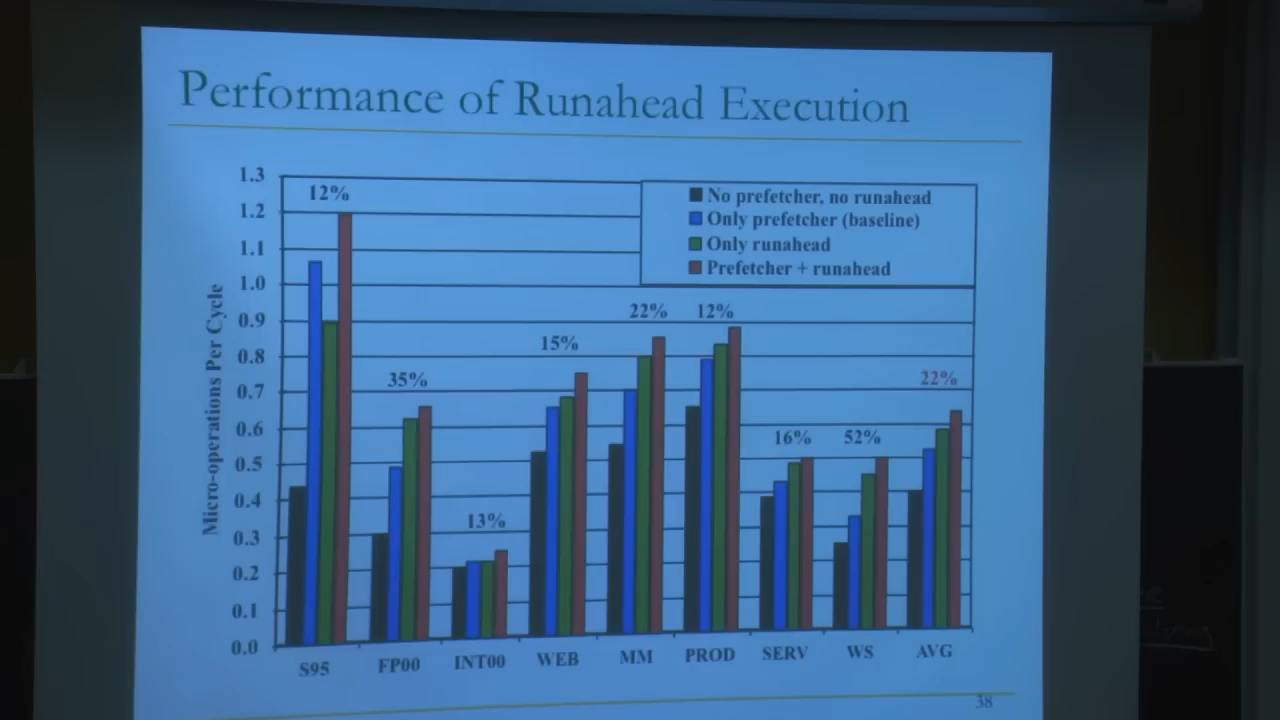 Performance of Runahead Execution
1.3
1.2
1.1
1.0
0.9
0.8
0.7
0.6
0.5
0.4
0.3
0.2
0.1
0.0
Micro-operations Per Cycle
No prefetcher, no runahead
Only prefetcher (baseline)
Only runahead
Prefetcher + runahead
12%
35%
13%
15%
22%
12%
16%
52%
22%
S95
FP00
INT00
WEB
MM
PROD
SERV
WS
AVG
38